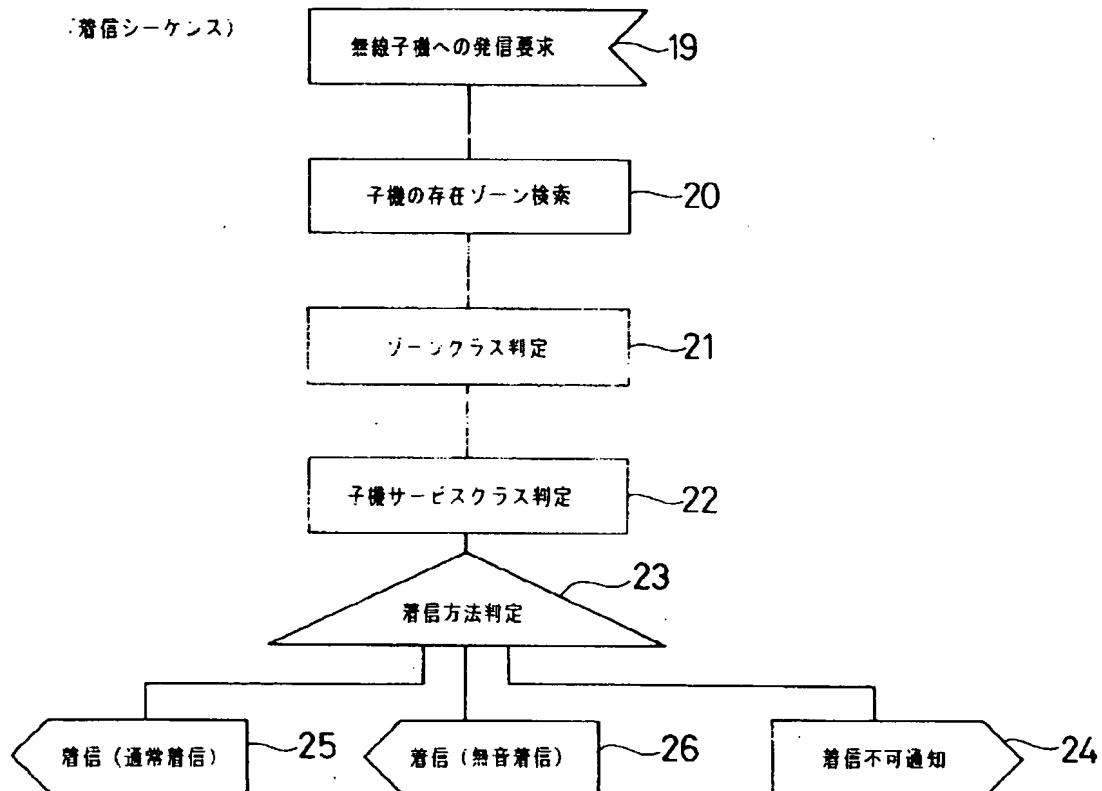 （着信シーケンス）
無線子機への発信要求
19
子機の存在ゾーン検索
20
ゾーンクラス判定
21
子機サービスクラス判定
22
23
着信方法判定
着信（通常着信）
25
着信（無音着信）
26
着信不可通知
24